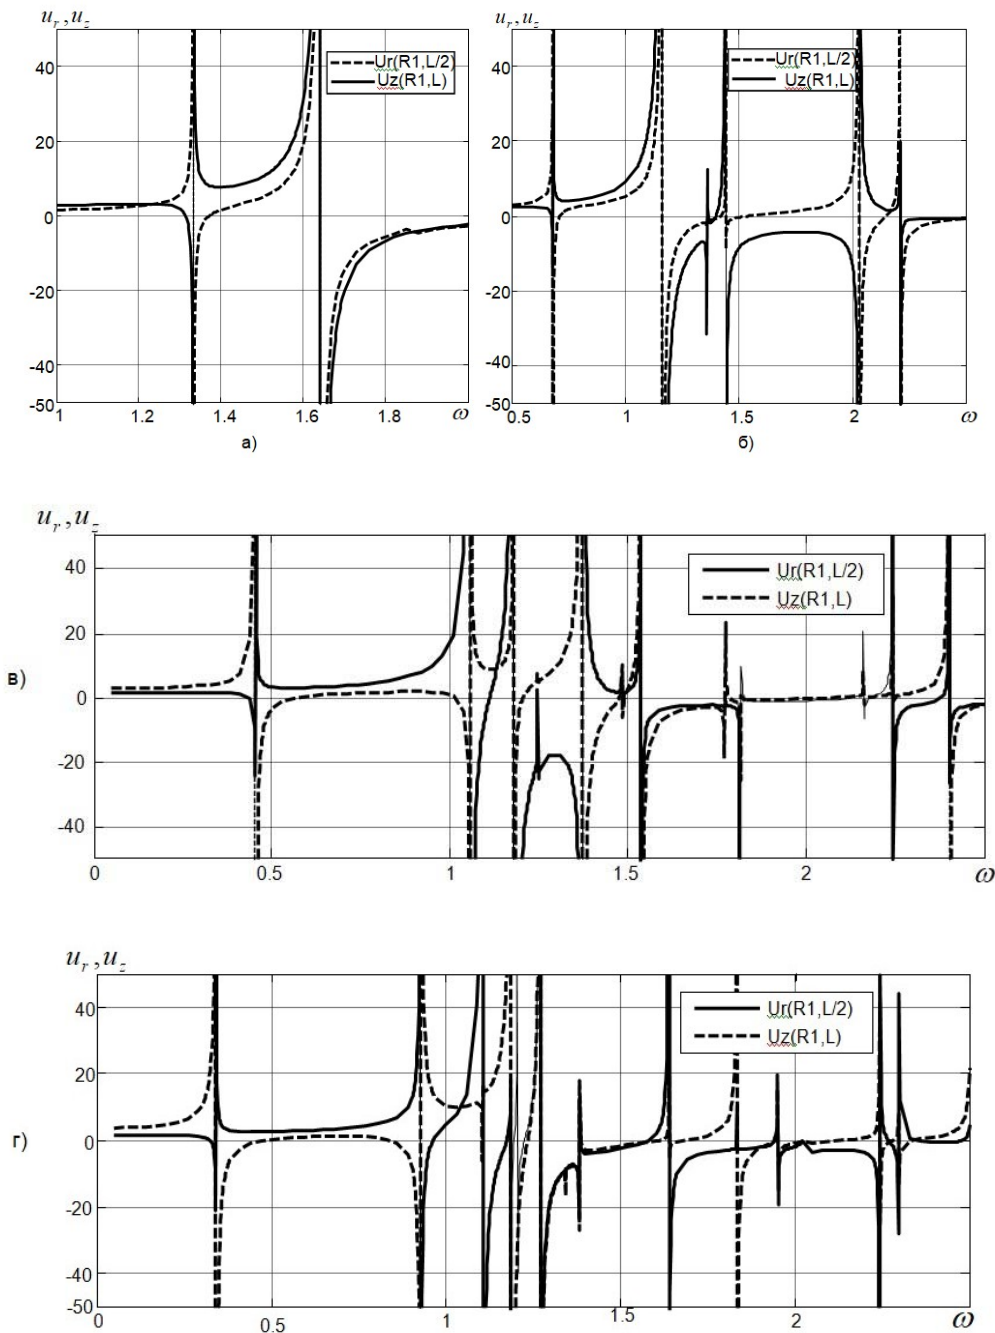 u_r, u_z u_r, u_z
40 Ur(R1,L/2) 40 Ur(R1,L/2)
Uz(R1,L) Uz(R1,L)
20 20
0 0
-20 -20
-40 -40
-50 -50
1 1.2 1.4 1.6 1.8 ω 0.5 1 1.5 2 ω
а) б)
u_r, u_z
40 Ur(R1,L/2)
20 Uz(R1,L)
в) 0
-20
-40
0 0.5 1 1.5 2 ω
u_r, u_z
40 Ur(R1,L/2)
Uz(R1,L)
20
г) 0
-20
-40
-50
0 0.5 1 1.5 2 ω